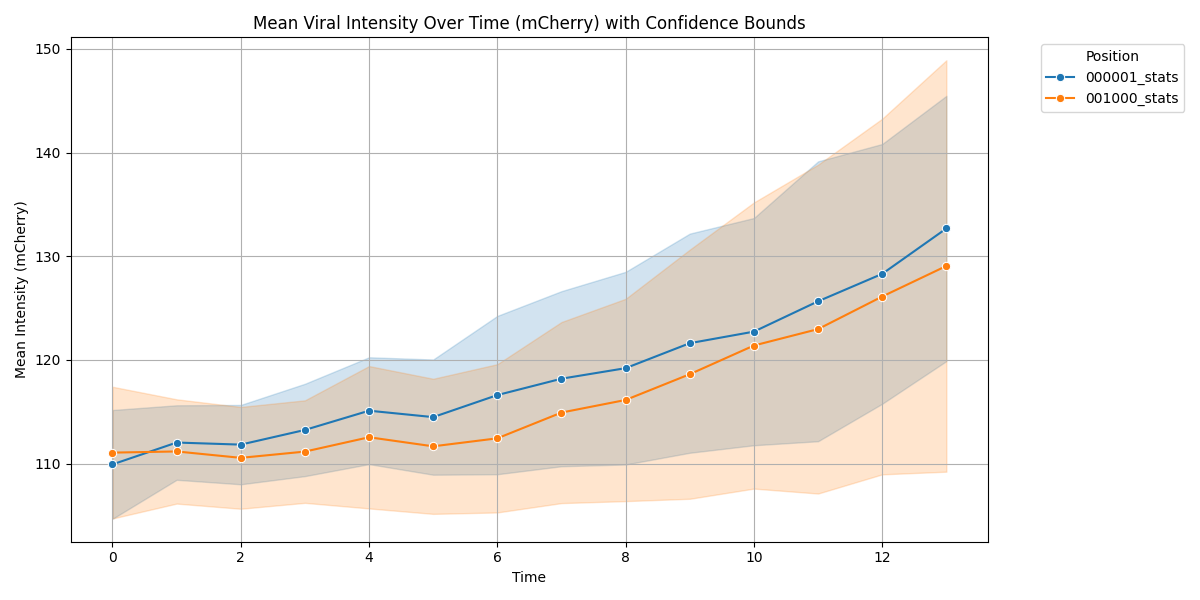 Mean Viral Intensity Over Time (mCherry) with Confidence Bounds
150
140
130
120
110
Mean Intensity (mCherry)
0 2 4 6 8 10 12
Time
Position
000001_stats
001000_stats